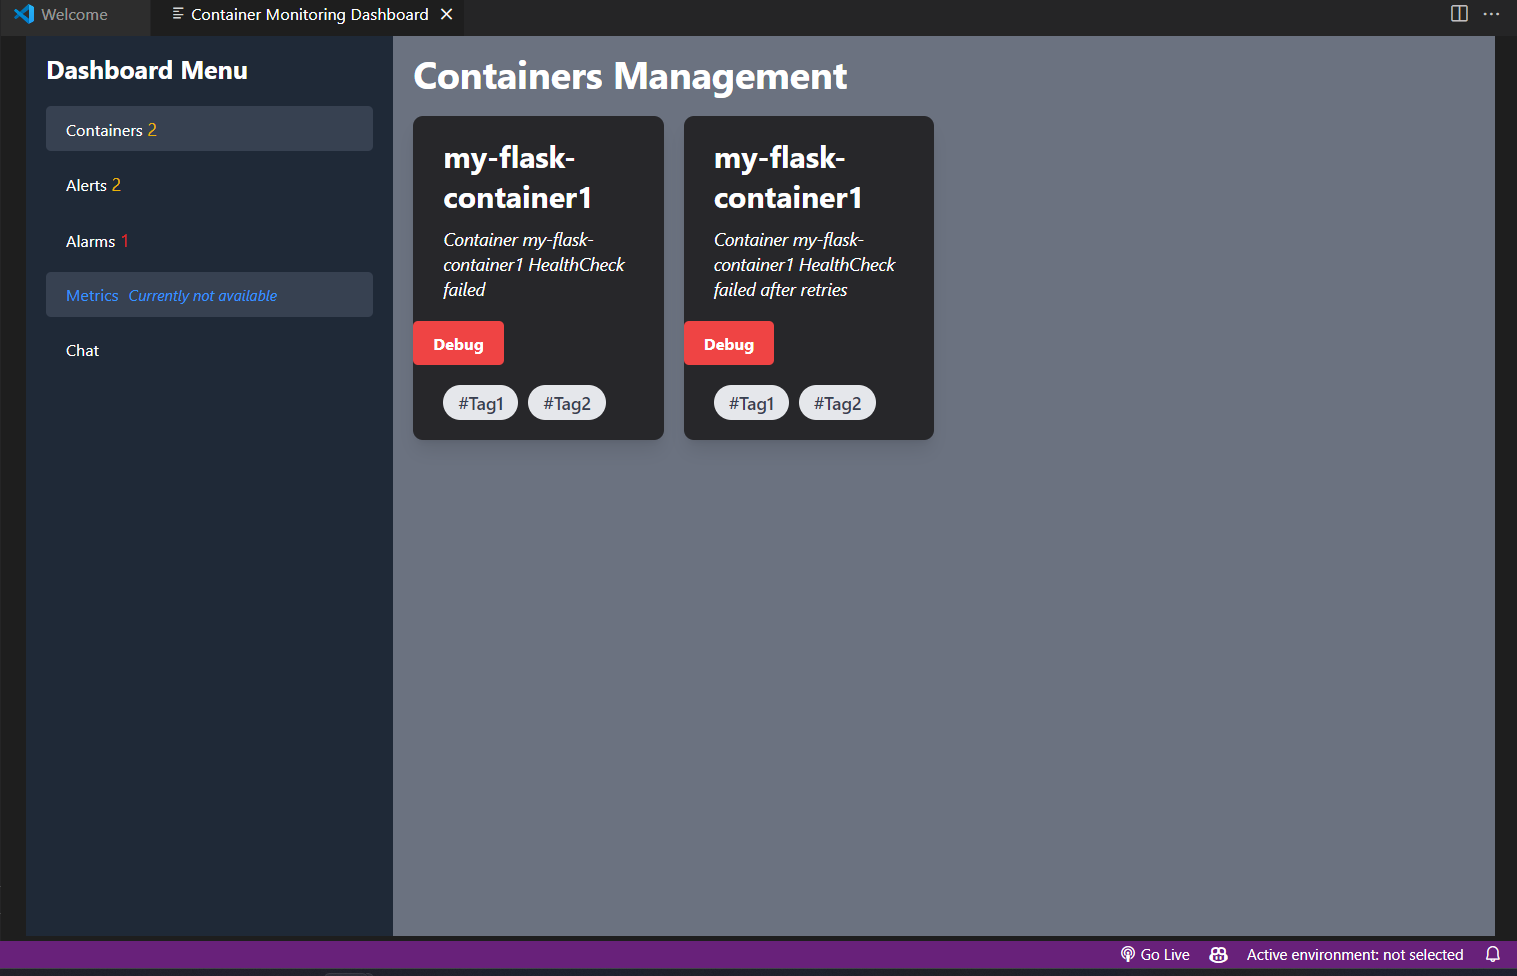 Welcome
Container Monitoring Dashboard
Dashboard Menu
Containers 2
Alerts 2
Alarms 1
Metrics Currently not available
Chat
Containers Management
my-flask-
container1
Container my-flask-
container1 HealthCheck
failed
Debug
#Tag1 #Tag2
my-flask-
container1
Container my-flask-
container1 HealthCheck
failed after retries
Debug
#Tag1 #Tag2
Go Live
Active environment: not selected